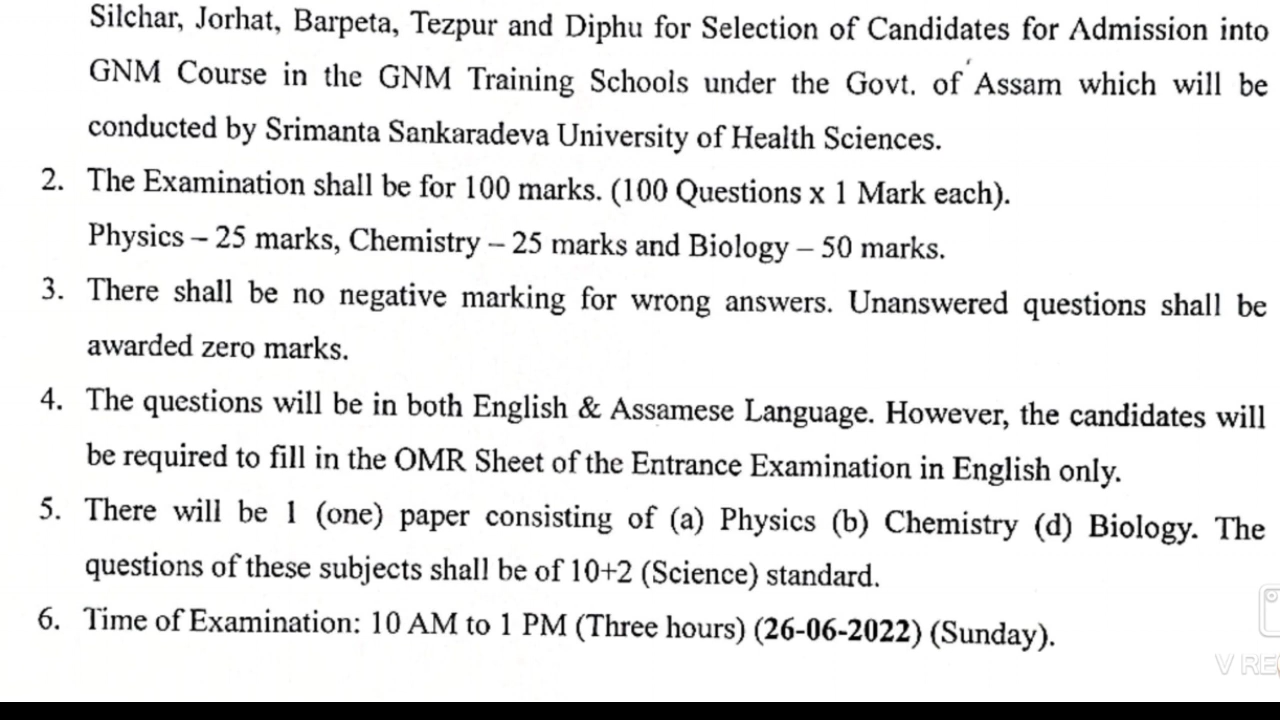 Silchar, Jorhat, Barpeta, Tezpur and Diphu for Selection of Candidates for Admission into
GNM Course in the GNM Training Schools under the Govt. of Assam which will be
conducted by Srimanta Sankaradeva University of Health Sciences.
2. The Examination shall be for 100 marks. (100 Questions x 1 Mark each).
Physics – 25 marks, Chemistry – 25 marks and Biology – 50 marks.
3. There shall be no negative marking for wrong answers. Unanswered questions shall be
awarded zero marks.
4. The questions will be in both English & Assamese Language. However, the candidates will
be required to fill in the OMR Sheet of the Entrance Examination in English only.
5. There will be 1 (one) paper consisting of (a) Physics (b) Chemistry (d) Biology. The
questions of these subjects shall be of 10+2 (Science) standard.
6. Time of Examination: 10 AM to 1 PM (Three hours) (26-06-2022) (Sunday).